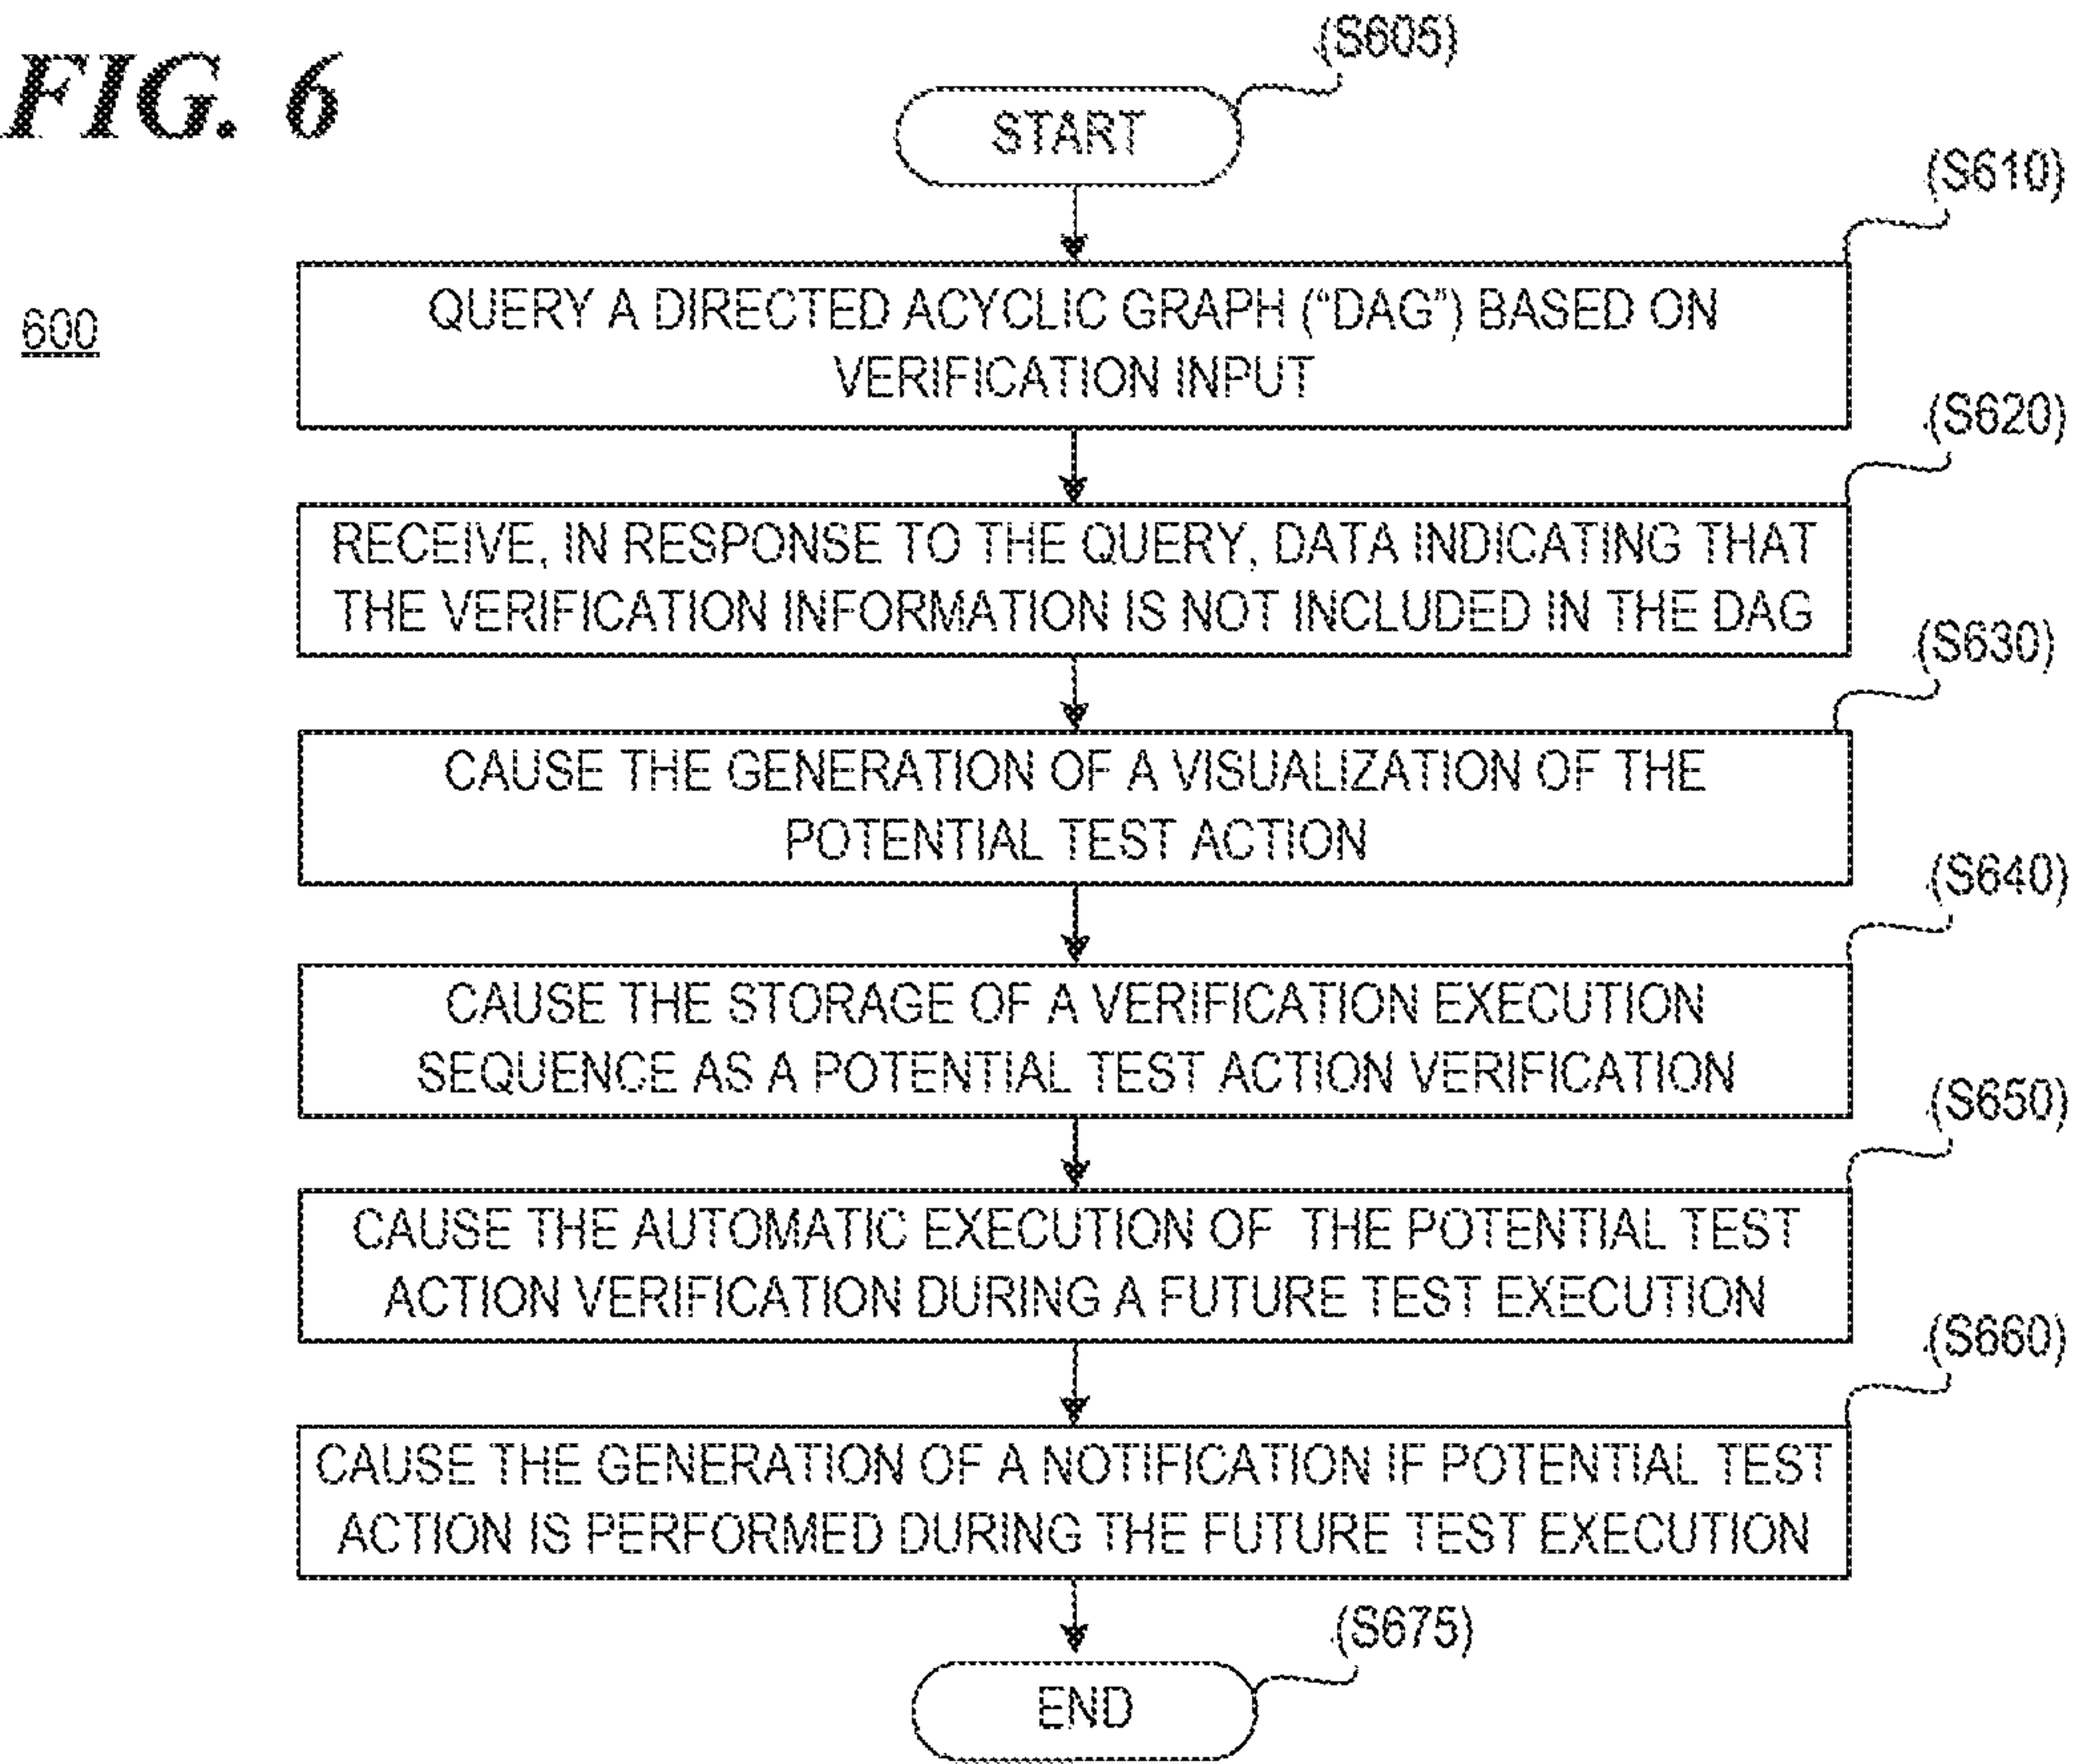 FIG. 6
(S605)
START
(S610)
600
QUERY A DIRECTED ACYCLIC GRAPH (“DAG”) BASED ON
VERIFICATION INPUT
(S620)
RECEIVE, IN RESPONSE TO THE QUERY, DATA INDICATING THAT
THE VERIFICATION INFORMATION IS NOT INCLUDED IN THE DAG
(S630)
CAUSE THE GENERATION OF A VISUALIZATION OF THE
POTENTIAL TEST ACTION
(S640)
CAUSE THE STORAGE OF A VERIFICATION EXECUTION
SEQUENCE AS A POTENTIAL TEST ACTION VERIFICATION
(S650)
CAUSE THE AUTOMATIC EXECUTION OF THE POTENTIAL TEST
ACTION VERIFICATION DURING A FUTURE TEST EXECUTION
(S660)
CAUSE THE GENERATION OF A NOTIFICATION IF POTENTIAL TEST
ACTION IS PERFORMED DURING THE FUTURE TEST EXECUTION
(S675)
END